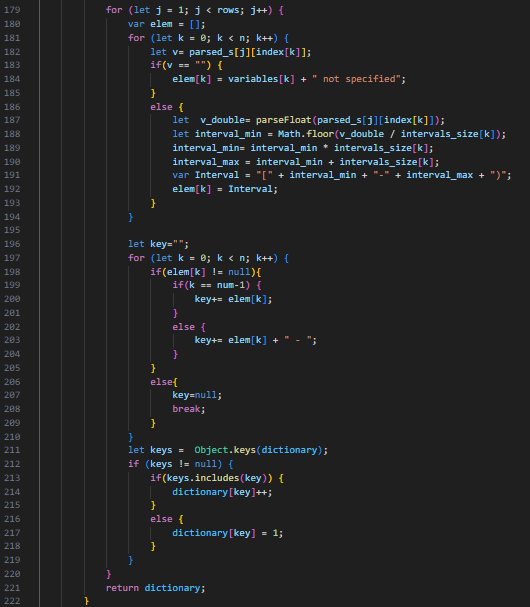 179 for (let j = 1; j < rows; j++) {
180 var elem = [];
181 for (let k = 0; k < n; k++) {
182 let v= parsed_s[j][index[k]];
183 if(v == "") {
184 elem[k] = variables[k] + " not specified";
185 }
186 else {
187 let  v_double= parseFloat(parsed_s[j][index[k]]);
188 let interval_min = Math.floor(v_double / intervals_size[k]);
189 interval_min= interval_min * intervals_size[k];
190 interval_max = interval_min + intervals_size[k];
191 var Interval = "[" + interval_min + "-" + interval_max + ")";
192 elem[k] = Interval;
193 }
194 }
195
196 let key="";
197 for (let k = 0; k < n; k++) {
198 if(elem[k] != null){
199 if(k == num-1) {
200 key+= elem[k];
201 }
202 else {
203 key+= elem[k] + " - ";
204 }
205 }
206 else{
207 key=null;
208 break;
209 }
210 }
211 let keys =  Object.keys(dictionary);
212 if (keys != null) {
213 if(keys.includes(key)) {
214 dictionary[key]++;
215 }
216 else {
217 dictionary[key] = 1;
218 }
219 }
220 }
221 return dictionary;
222 }